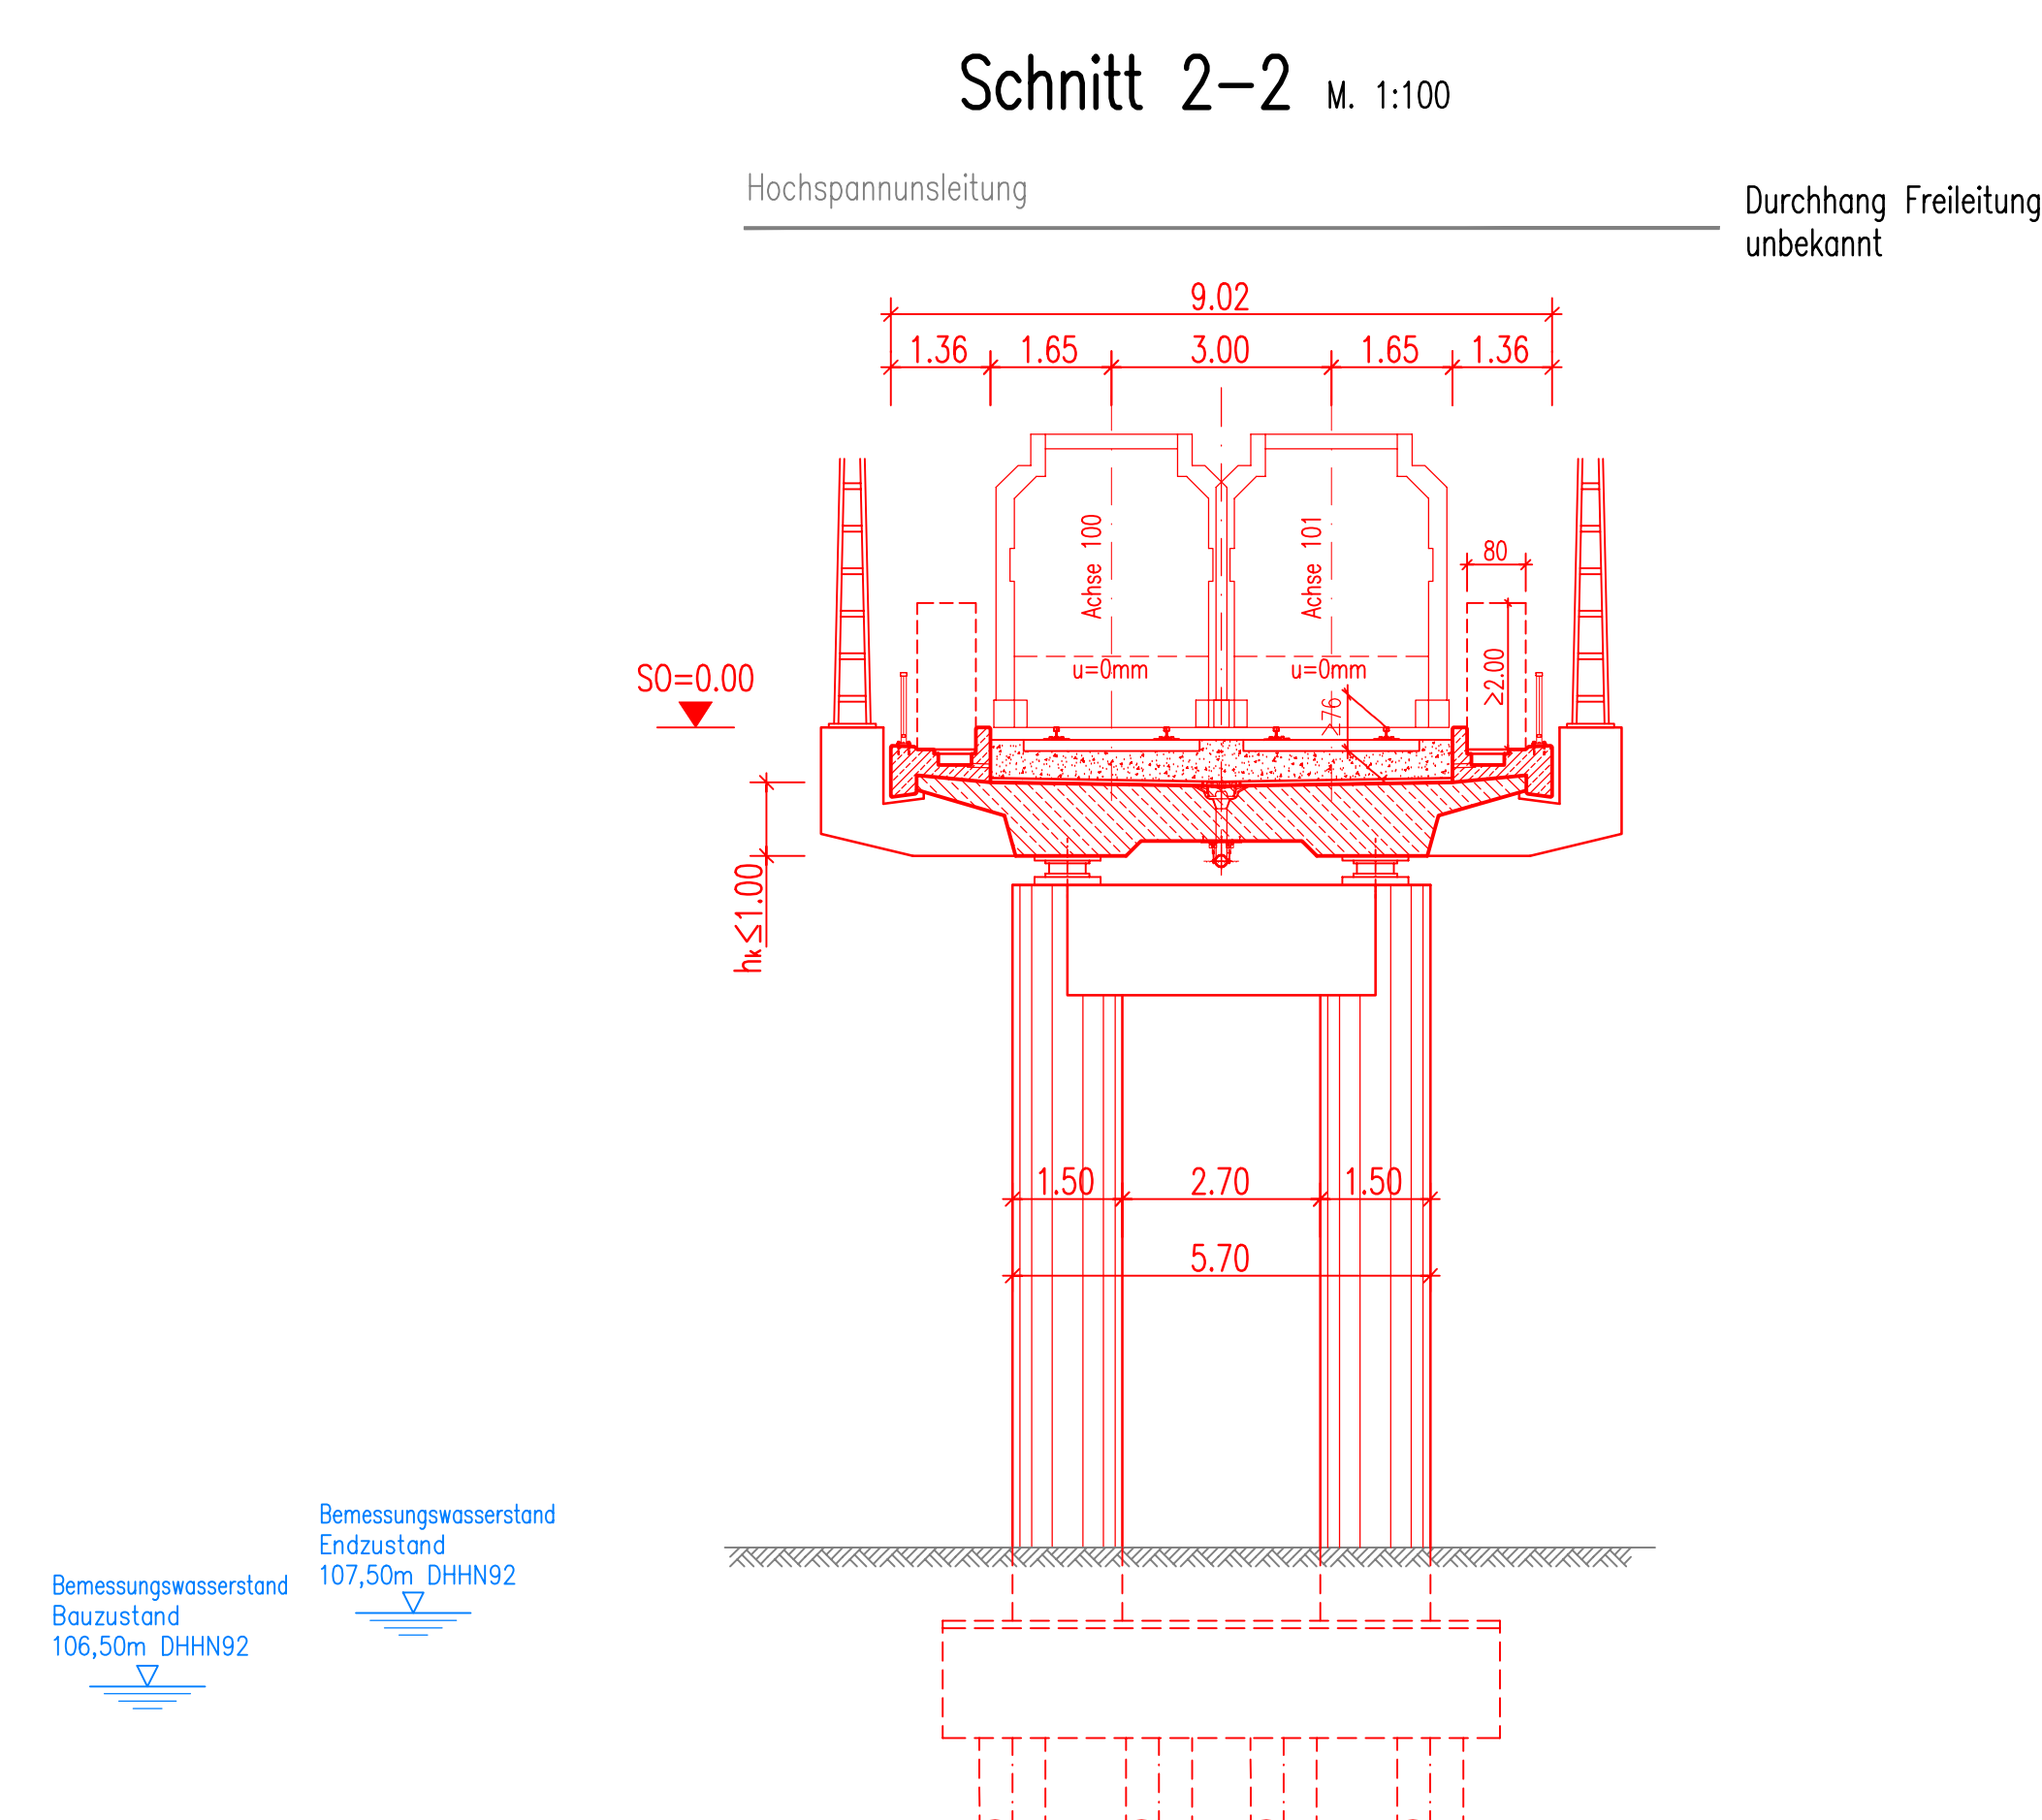 Schnitt 2-2 M. 1:100
Hochspannunsleitung
Durchhang Freileitung
unbekannt
9.02
1.36 1.65 3.00 1.65 1.36
Achse 100
Achse 101
80
≥2.00
u=0mm
u=0mm
≥76
SO=0.00
hк≤1.00
1.50 2.70 1.50
5.70
Bemessungswasserstand
Endzustand
107,50m DHHN92
Bemessungswasserstand
Bauzustand
106,50m DHHN92